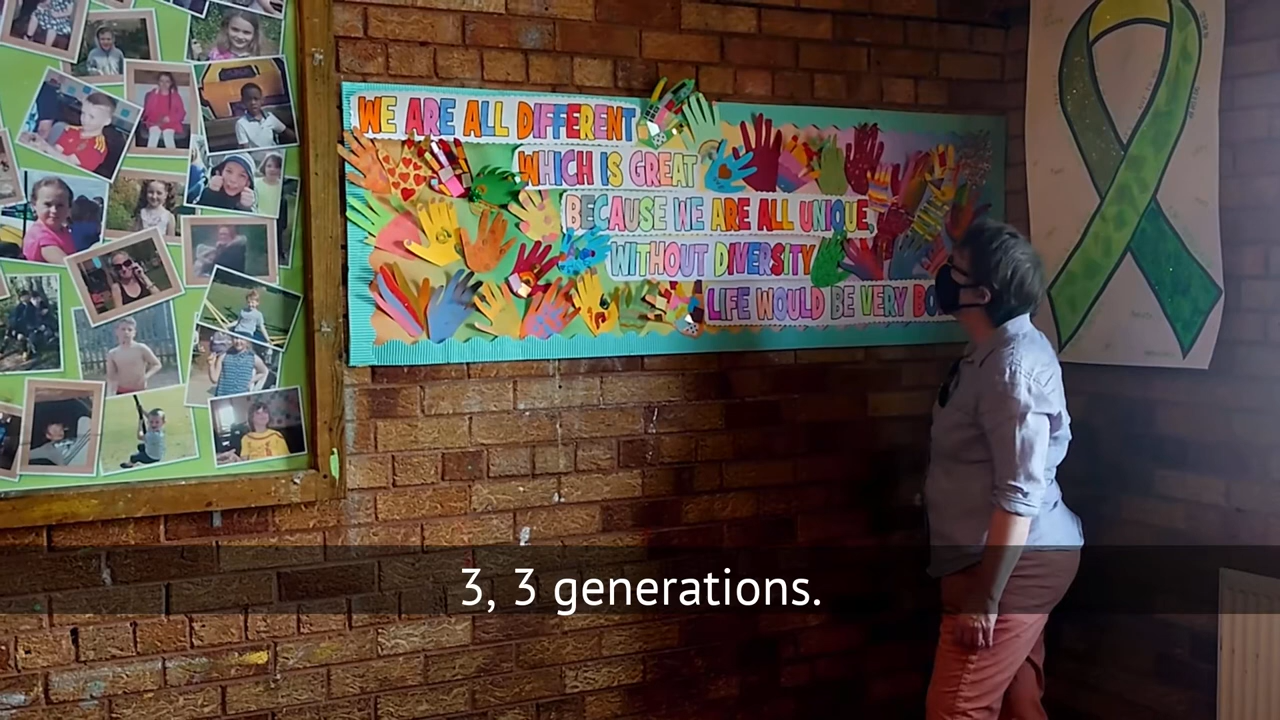 WE ARE ALL DIFFERENT
WHICH IS GREAT
BECAUSE WE ARE ALL UNIQUE,
WITHOUT DIVERSITY
LIFE WOULD BE VERY
3, 3 generations.